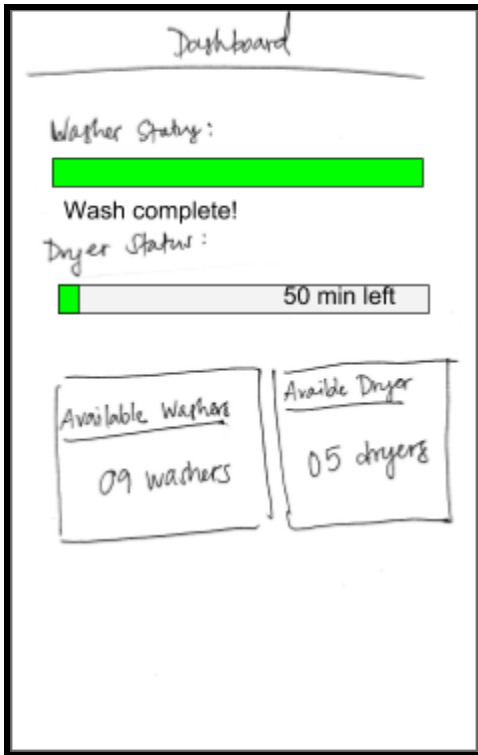 Dashboard
Washer Status:
Wash complete!
Dryer Status:
50 min left
Available Washers
09 washers
Availble Dryer
05 dryers